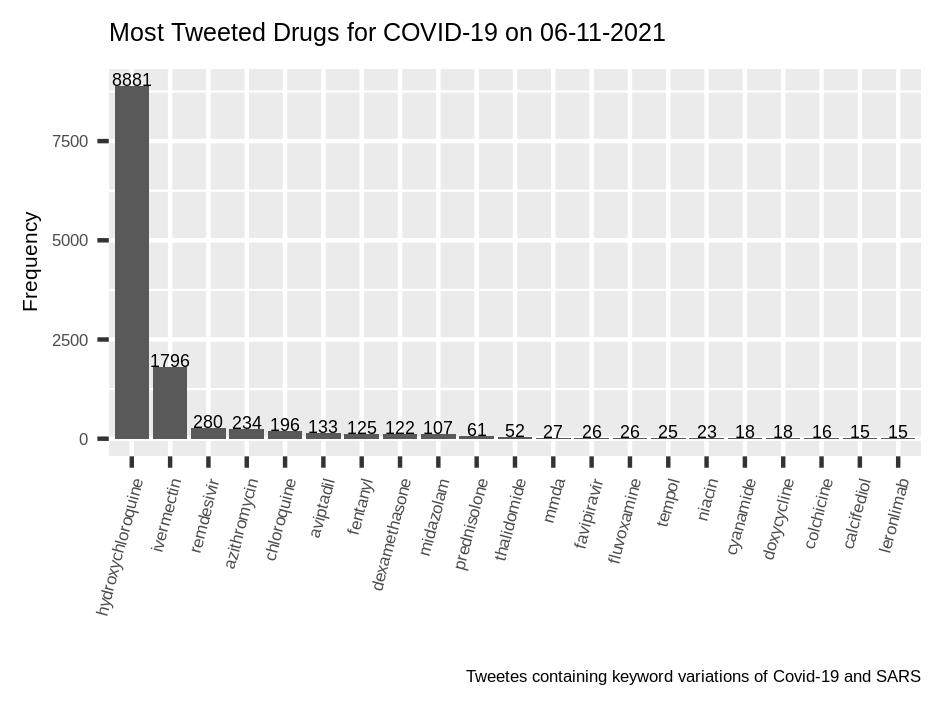 Most Tweeted Drugs for COVID-19 on 06-11-2021
Frequency
7500
5000
2500
0
8881
1796
280
234
196
133
125
122
107
61
52
27
26
26
25
23
18
18
16
15
15
hydroxychloroquine
ivermectin
remdesivir
azithromycin
chloroquine
aviptadil
fentanyl
dexamethasone
midazolam
prednisolone
thalidomide
mmda
favipiravir
fluvoxamine
tempol
niacin
cyanamide
doxycycline
colchicine
calcifediol
leronlimab
Tweetes containing keyword variations of Covid-19 and SARS